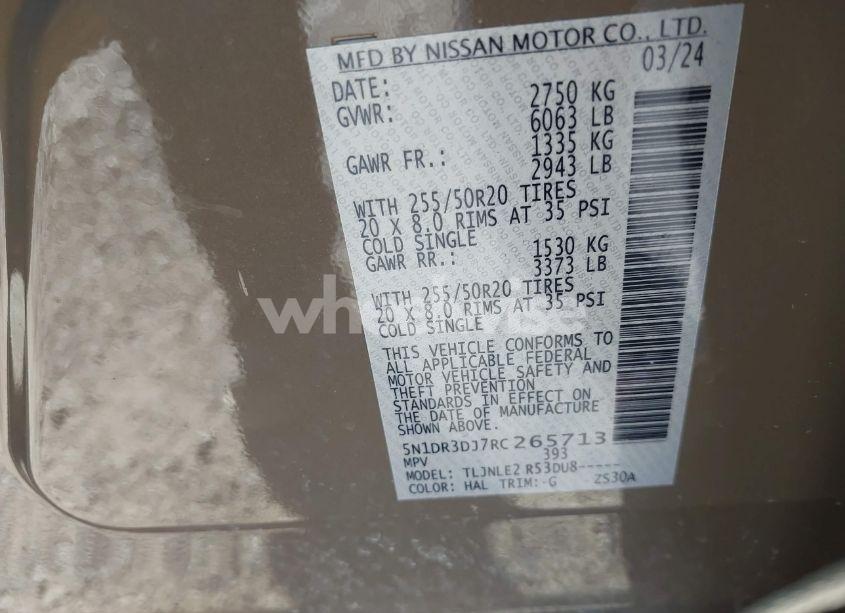 MFD BY NISSAN MOTOR CO., LTD.
DATE: 03/24
GVWR: 2750 KG
6063 LB
GAWR FR.: 1335 KG
2943 LB
WITH 255/50R20 TIRES
20 X 8.0 RIMS AT 35 PSI
COLD SINGLE
GAWR RR.: 1530 KG
3373 LB
WITH 255/50R20 TIRES
20 X 8.0 RIMS AT 35 PSI
COLD SINGLE
THIS VEHICLE CONFORMS TO
ALL APPLICABLE FEDERAL
MOTOR VEHICLE SAFETY AND
THEFT PREVENTION
STANDARDS IN EFFECT ON
THE DATE OF MANUFACTURE
SHOWN ABOVE.
5N1DR3DJ7RC265713
MPV 393
MODEL: TLJNLE2 R53DU8-----
COLOR: HAL TRIM:-G ZS30A